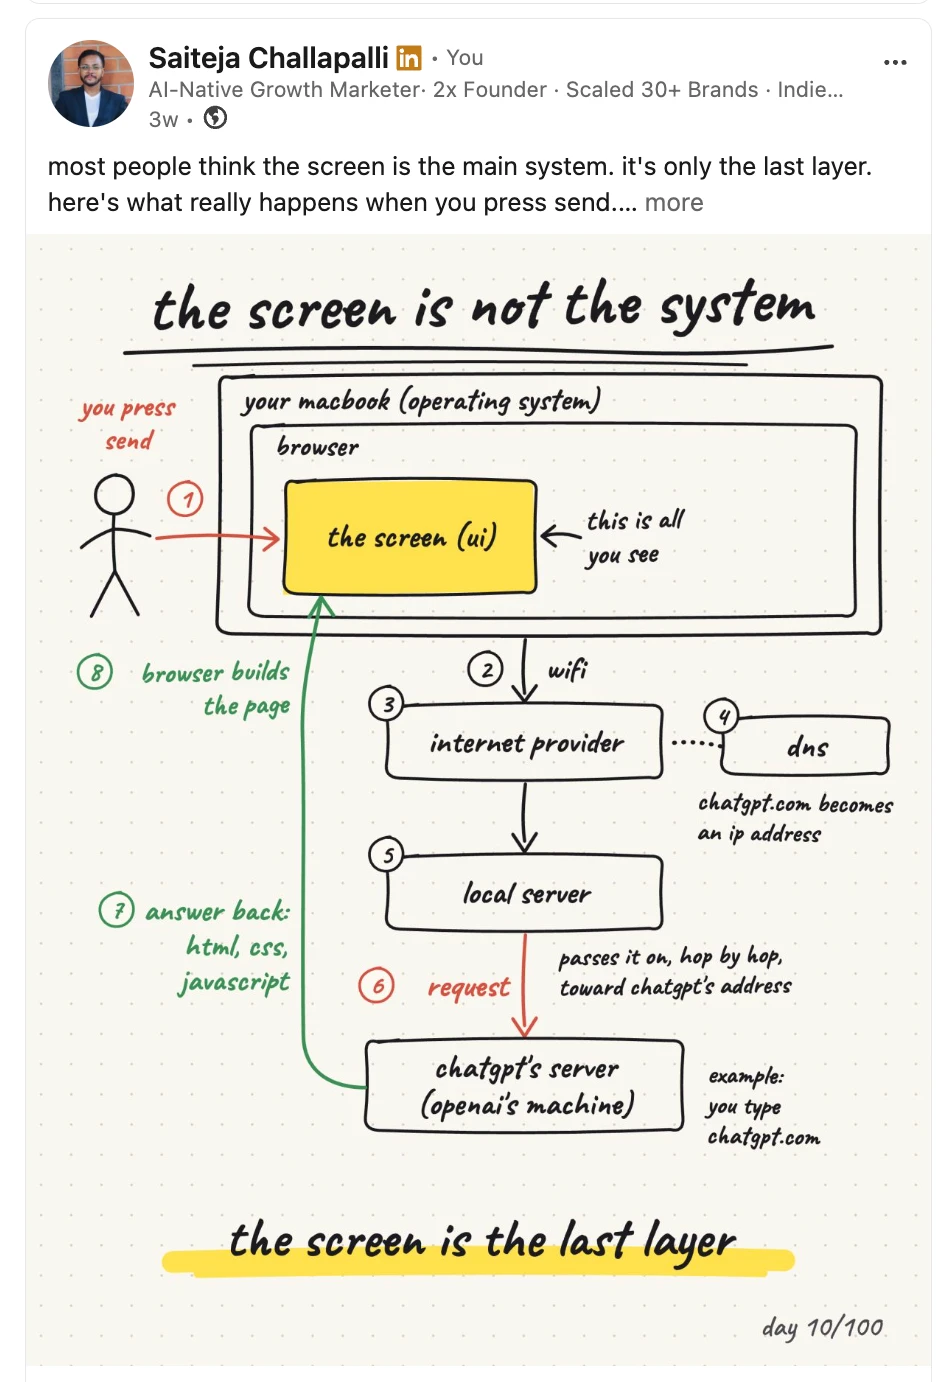 Saiteja Challapalli in • You
AI-Native Growth Marketer· 2x Founder · Scaled 30+ Brands · Indie...
3w •
most people think the screen is the main system. it's only the last layer.
here's what really happens when you press send.... more
the screen is not the system
your macbook (operating system)
you press
send
browser
1
the screen (ui)
this is all
you see
8 browser builds
the page
2 wifi
3
internet provider
4
dns
chatgpt.com becomes
an ip address
5
local server
7 answer back:
html, css,
javascript
6 request
passes it on, hop by hop,
toward chatgpt's address
chatgpt's server
(openai's machine)
example:
you type
chatgpt.com
the screen is the last layer
day 10/100